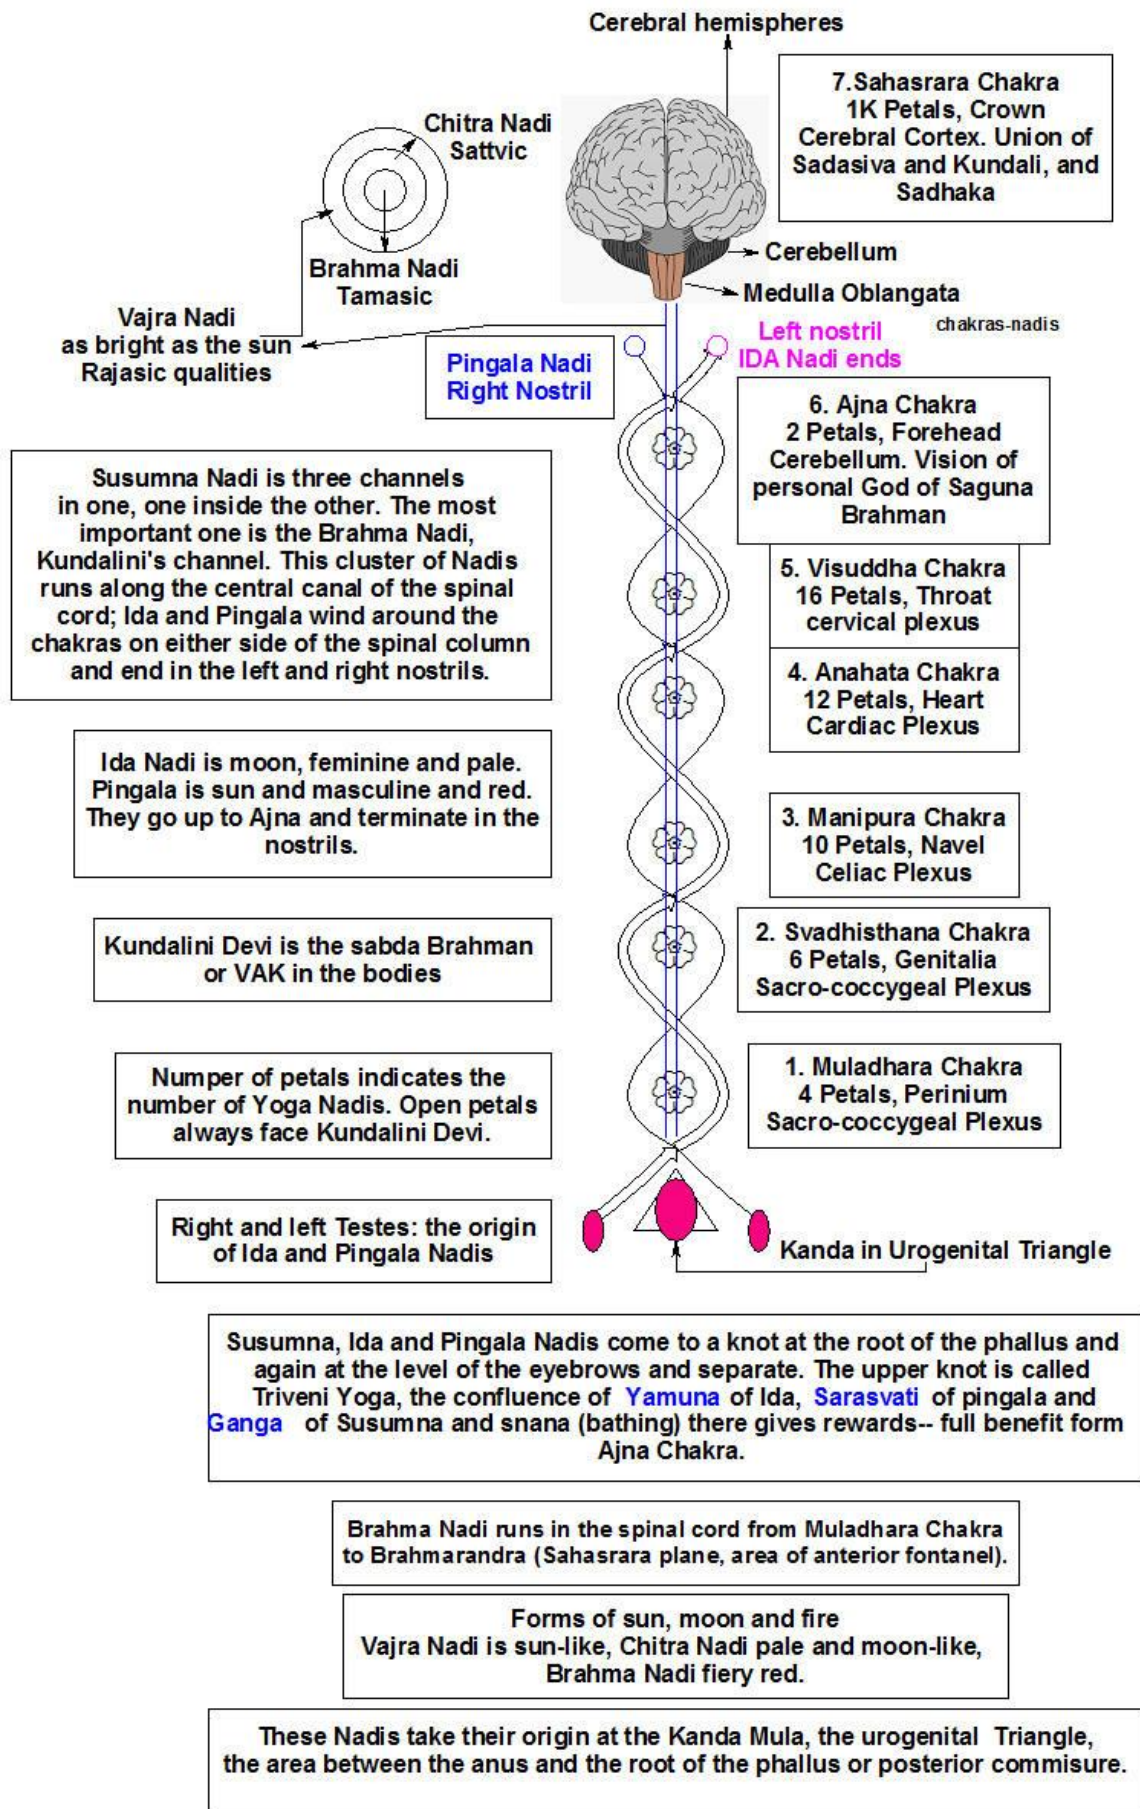 Cerebral hemispheres
7.Sahasrara Chakra
1K Petals, Crown
Cerebral Cortex. Union of
Sadasiva and Kundali, and
Sadhaka
Chitra Nadi
Sattvic
Brahma Nadi
Tamasic
Cerebellum
Medulla Oblangata
Vajra Nadi
as bright as the sun
Rajasic qualities
chakras-nadis
Left nostril
IDA Nadi ends
Pingala Nadi
Right Nostril
6. Ajna Chakra
2 Petals, Forehead
Cerebellum. Vision of
personal God of Saguna
Brahman
Susumna Nadi is three channels
in one, one inside the other. The most
important one is the Brahma Nadi,
Kundalini's channel. This cluster of Nadis
runs along the central canal of the spinal
cord; Ida and Pingala wind around the
chakras on either side of the spinal column
and end in the left and right nostrils.
5. Visuddha Chakra
16 Petals, Throat
cervical plexus
4. Anahata Chakra
12 Petals, Heart
Cardiac Plexus
Ida Nadi is moon, feminine and pale.
Pingala is sun and masculine and red.
They go up to Ajna and terminate in the
nostrils.
3. Manipura Chakra
10 Petals, Navel
Celiac Plexus
Kundalini Devi is the sabda Brahman
or VAK in the bodies
2. Svadhisthana Chakra
6 Petals, Genitalia
Sacro-coccygeal Plexus
Numper of petals indicates the
number of Yoga Nadis. Open petals
always face Kundalini Devi.
1. Muladhara Chakra
4 Petals, Perinium
Sacro-coccygeal Plexus
Right and left Testes: the origin
of Ida and Pingala Nadis
Kanda in Urogenital Triangle
Susumna, Ida and Pingala Nadis come to a knot at the root of the phallus and
again at the level of the eyebrows and separate. The upper knot is called
Triveni Yoga, the confluence of Yamuna of Ida, Sarasvati of pingala and
Ganga of Susumna and snana (bathing) there gives rewards-- full benefit form
Ajna Chakra.
Brahma Nadi runs in the spinal cord from Muladhara Chakra
to Brahmarandra (Sahasrara plane, area of anterior fontanel).
Forms of sun, moon and fire
Vajra Nadi is sun-like, Chitra Nadi pale and moon-like,
Brahma Nadi fiery red.
These Nadis take their origin at the Kanda Mula, the urogenital Triangle,
the area between the anus and the root of the phallus or posterior commisure.